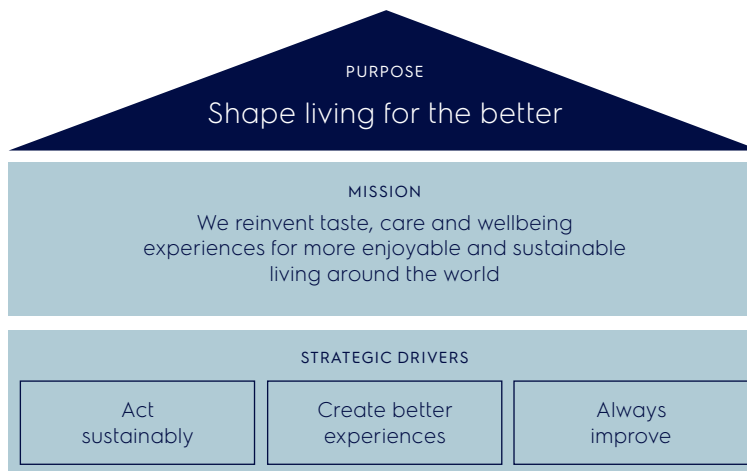 PURPOSE
Shape living for the better
MISSION
We reinvent taste, care and wellbeing
experiences for more enjoyable and sustainable
living around the world
STRATEGIC DRIVERS
Act
sustainably
Create better
experiences
Always
improve